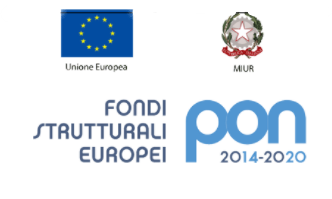 Unione Europea
MIUR
FONDI
STRUTTURALI
EUROPEI
pon
2014-2020